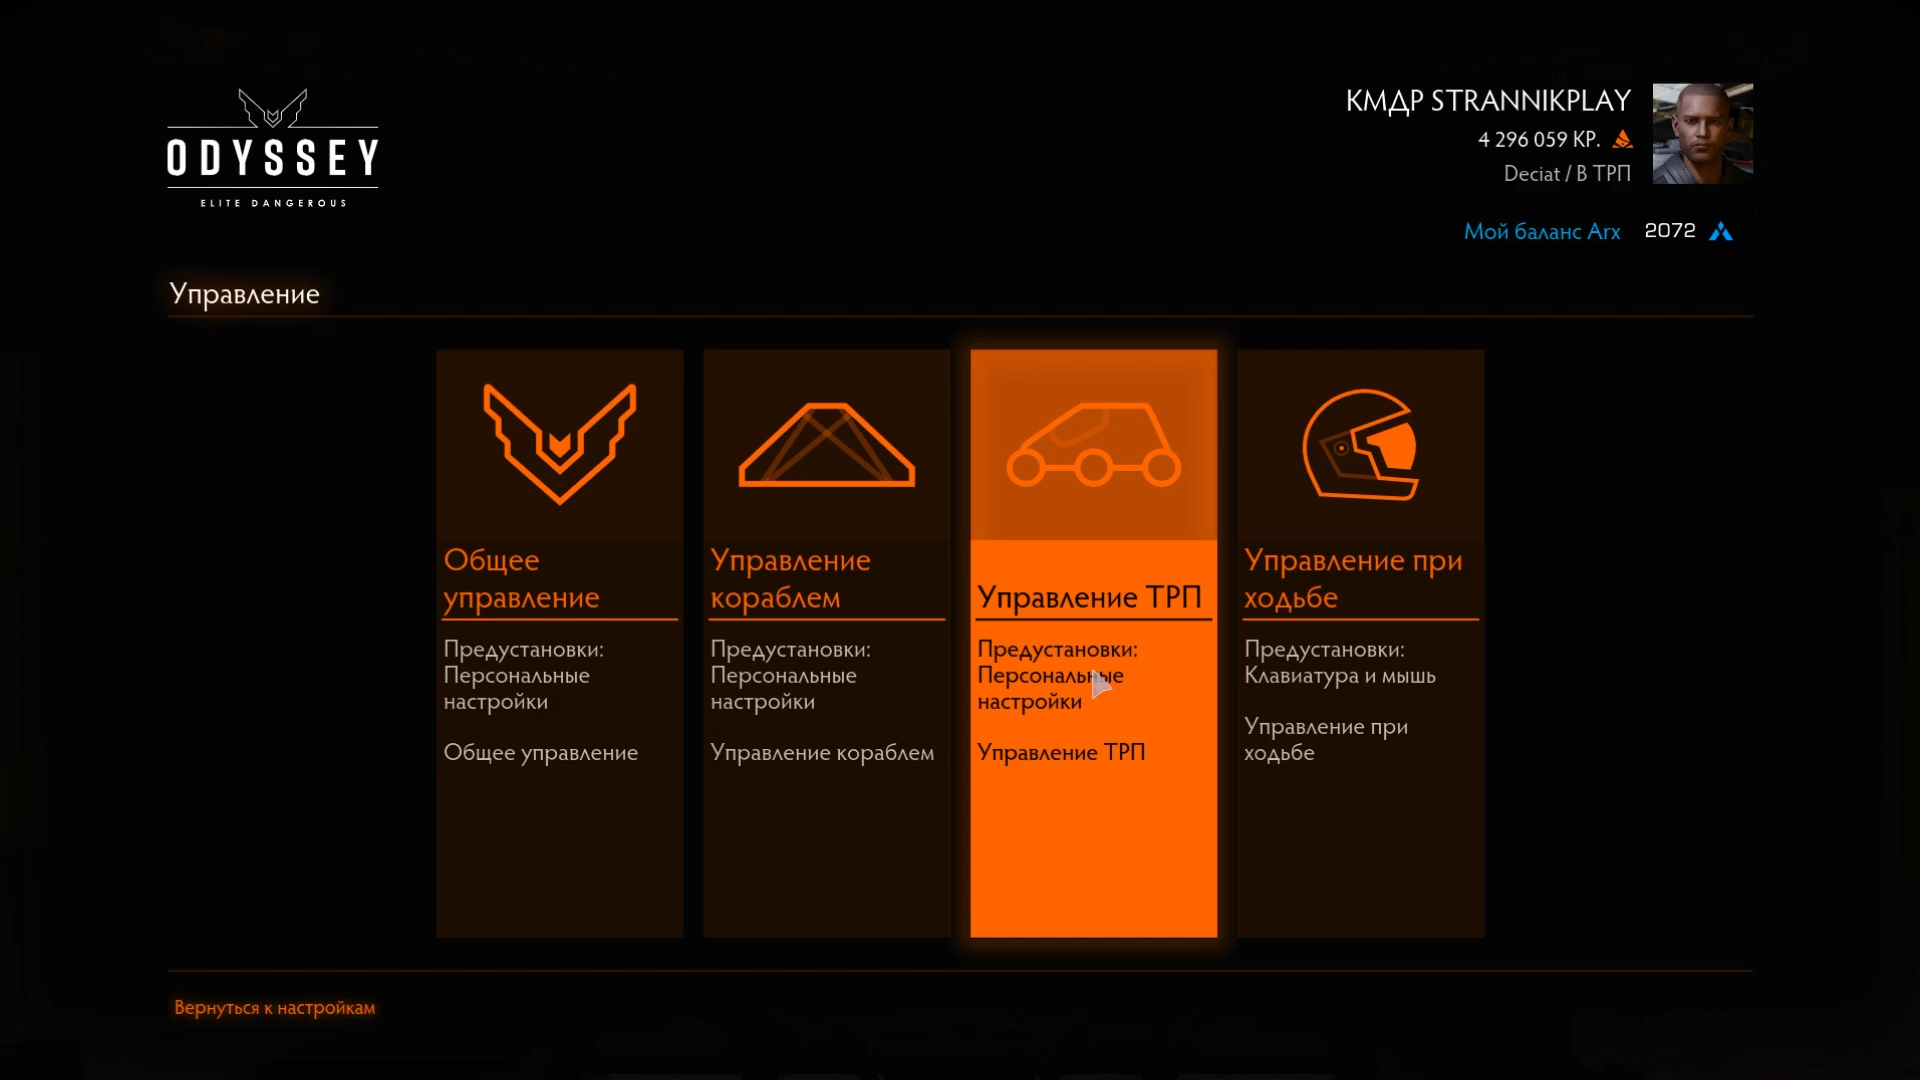 ODYSSEY
ELITE DANGEROUS
КМДР STRANNIKPLAY
4 296 059 КР.
Deciat / В ТРП
Мой баланс Arx 2072
Управление
Общее
управление
Предустановки:
Персональные
настройки
Общее управление
Управление
кораблем
Предустановки:
Персональные
настройки
Управление кораблем
Управление ТРП
Предустановки:
Персональные
настройки
Управление ТРП
Управление при
ходьбе
Предустановки:
Клавиатура и мышь
Управление при
ходьбе
Вернуться к настройкам